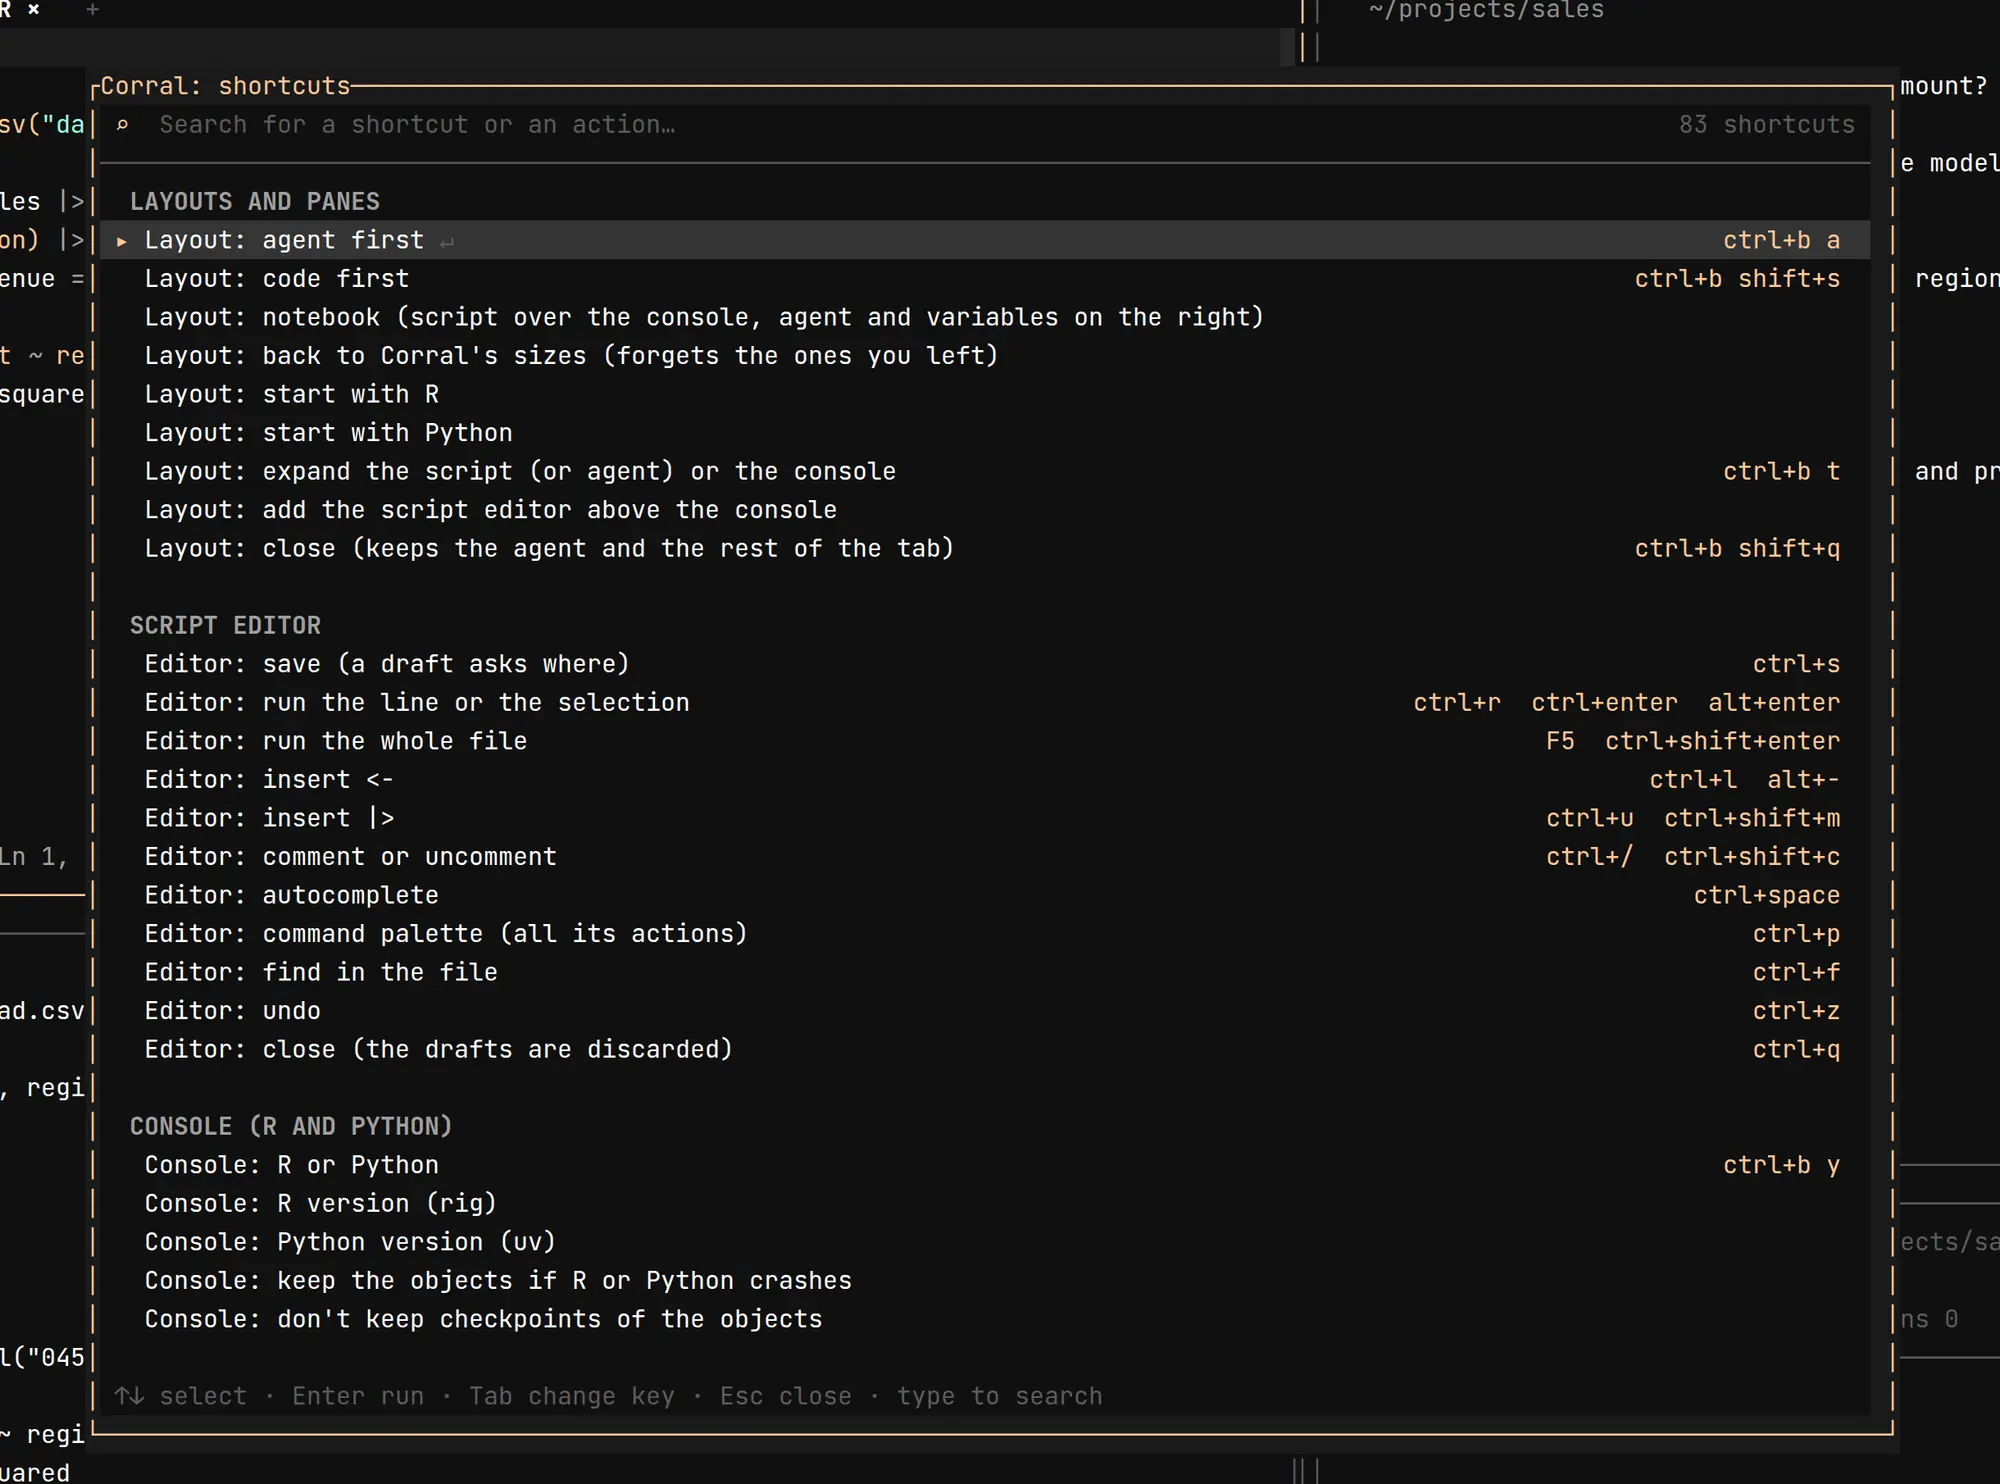 R × +
~/projects/sales
Corral: shortcuts
mount?
sv("da
Search for a shortcut or an action…
83 shortcuts
e model
LAYOUTS AND PANES
les |>
on) |>
▸ Layout: agent first ↵ ctrl+b a
enue =
Layout: code first ctrl+b shift+s
region
Layout: notebook (script over the console, agent and variables on the right)
t ~ re
Layout: back to Corral's sizes (forgets the ones you left)
square
Layout: start with R
Layout: start with Python
Layout: expand the script (or agent) or the console ctrl+b t
and pr
Layout: add the script editor above the console
Layout: close (keeps the agent and the rest of the tab) ctrl+b shift+q
SCRIPT EDITOR
Editor: save (a draft asks where) ctrl+s
Editor: run the line or the selection ctrl+r ctrl+enter alt+enter
Editor: run the whole file F5 ctrl+shift+enter
Editor: insert <- ctrl+l alt+-
Editor: insert |> ctrl+u ctrl+shift+m
Ln 1,
Editor: comment or uncomment ctrl+/ ctrl+shift+c
Editor: autocomplete ctrl+space
Editor: command palette (all its actions) ctrl+p
Editor: find in the file ctrl+f
ad.csv
Editor: undo ctrl+z
Editor: close (the drafts are discarded) ctrl+q
, regi
CONSOLE (R AND PYTHON)
Console: R or Python ctrl+b y
Console: R version (rig)
Console: Python version (uv)
ects/sa
Console: keep the objects if R or Python crashes
Console: don't keep checkpoints of the objects
ns 0
l("045
↑↓ select · Enter run · Tab change key · Esc close · type to search
~ regi
uared